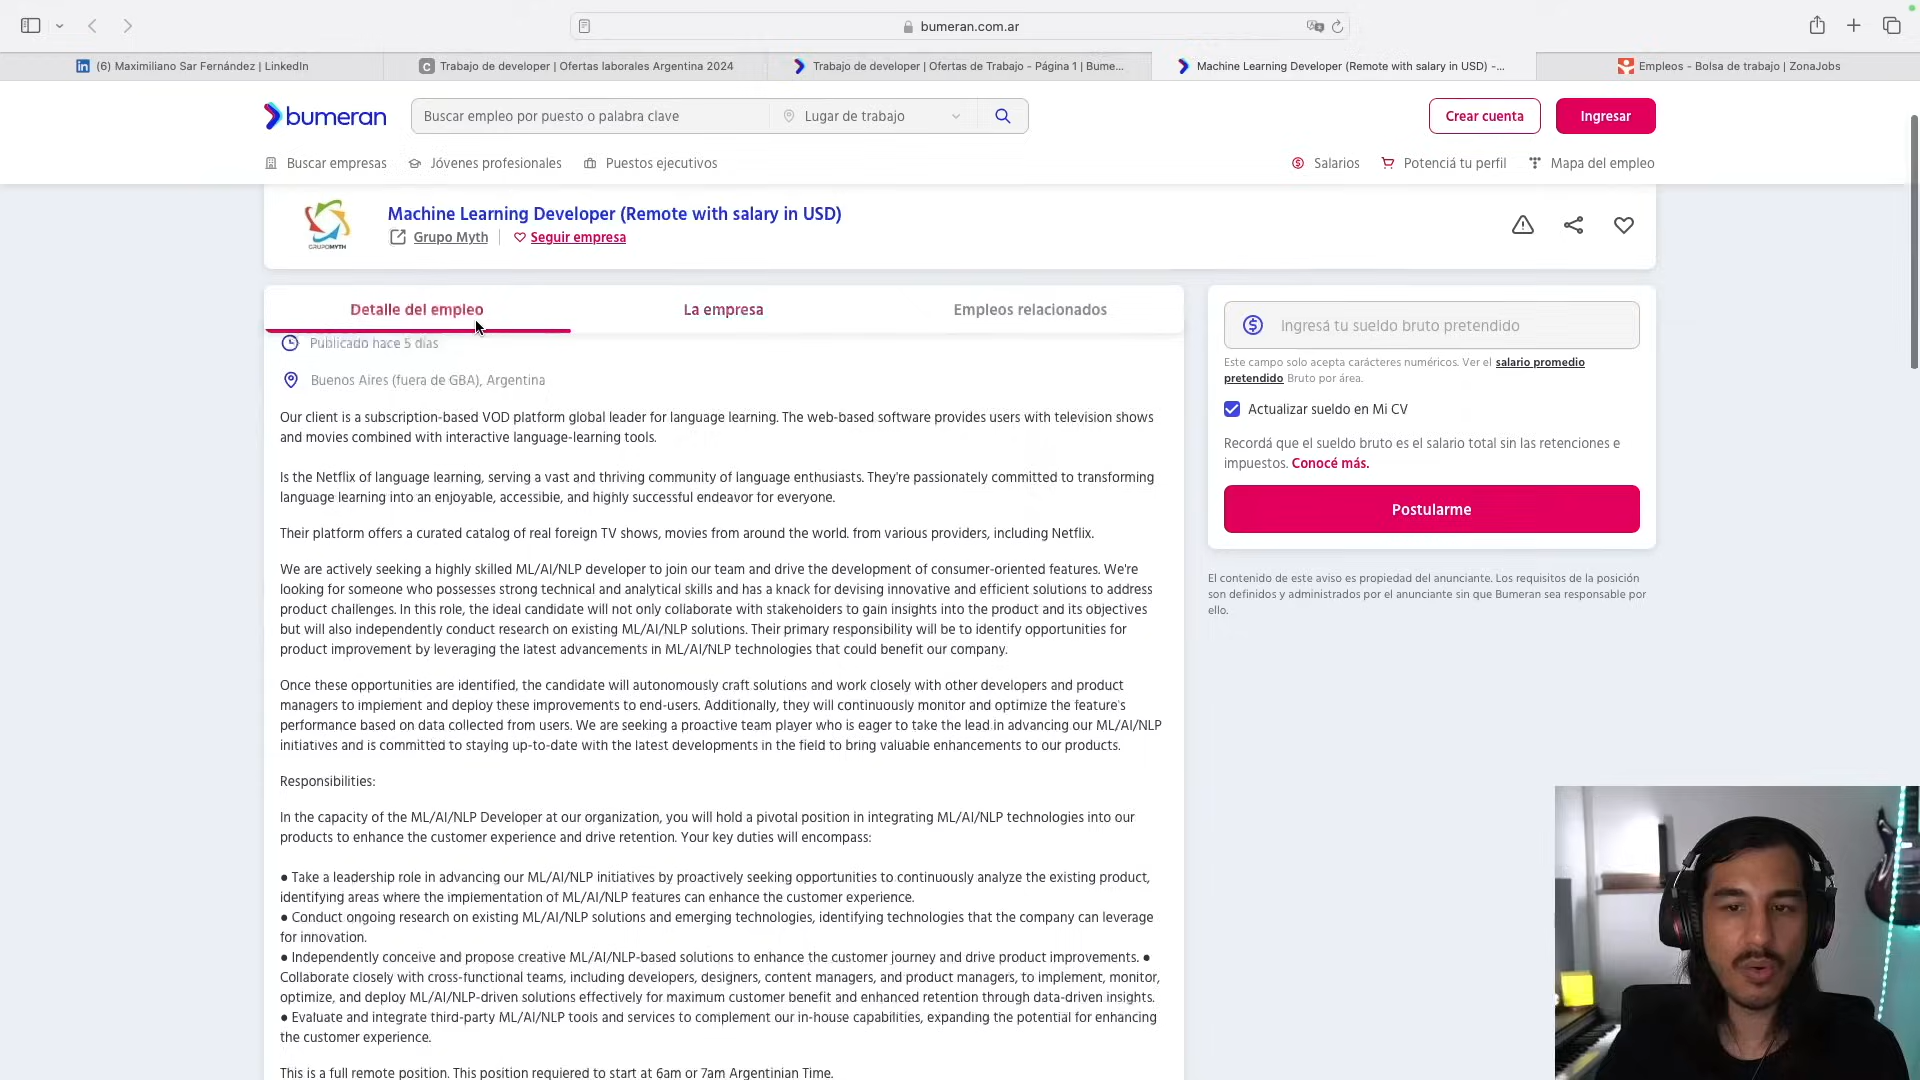 bumeran.com.ar
(6) Maximiliano Sar Fernández | LinkedIn
C Trabajo de developer | Ofertas laborales Argentina 2024
Trabajo de developer | Ofertas de Trabajo - Página 1 | Bume...
Machine Learning Developer (Remote with salary in USD) -...
Empleos - Bolsa de trabajo | ZonaJobs
bumeran
Buscar empleo por puesto o palabra clave
Lugar de trabajo
Crear cuenta
Ingresar
Buscar empresas
Jóvenes profesionales
Puestos ejecutivos
Salarios
Potenciá tu perfil
Mapa del empleo
GRUPOMYTH
Machine Learning Developer (Remote with salary in USD)
Grupo Myth
Seguir empresa
Detalle del empleo
La empresa
Empleos relacionados
Publicado hace 5 días
Buenos Aires (fuera de GBA), Argentina
Our client is a subscription-based VOD platform global leader for language learning. The web-based software provides users with television shows
and movies combined with interactive language-learning tools.
Is the Netflix of language learning, serving a vast and thriving community of language enthusiasts. They're passionately committed to transforming
language learning into an enjoyable, accessible, and highly successful endeavor for everyone.
Their platform offers a curated catalog of real foreign TV shows, movies from around the world. from various providers, including Netflix.
We are actively seeking a highly skilled ML/AI/NLP developer to join our team and drive the development of consumer-oriented features. We're
looking for someone who possesses strong technical and analytical skills and has a knack for devising innovative and efficient solutions to address
product challenges. In this role, the ideal candidate will not only collaborate with stakeholders to gain insights into the product and its objectives
but will also independently conduct research on existing ML/AI/NLP solutions. Their primary responsibility will be to identify opportunities for
product improvement by leveraging the latest advancements in ML/AI/NLP technologies that could benefit our company.
Once these opportunities are identified, the candidate will autonomously craft solutions and work closely with other developers and product
managers to implement and deploy these improvements to end-users. Additionally, they will continuously monitor and optimize the feature's
performance based on data collected from users. We are seeking a proactive team player who is eager to take the lead in advancing our ML/AI/NLP
initiatives and is committed to staying up-to-date with the latest developments in the field to bring valuable enhancements to our products.
Responsibilities:
In the capacity of the ML/AI/NLP Developer at our organization, you will hold a pivotal position in integrating ML/AI/NLP technologies into our
products to enhance the customer experience and drive retention. Your key duties will encompass:
● Take a leadership role in advancing our ML/AI/NLP initiatives by proactively seeking opportunities to continuously analyze the existing product,
identifying areas where the implementation of ML/AI/NLP features can enhance the customer experience.
● Conduct ongoing research on existing ML/AI/NLP solutions and emerging technologies, identifying technologies that the company can leverage
for innovation.
● Independently conceive and propose creative ML/AI/NLP-based solutions to enhance the customer journey and drive product improvements. ●
Collaborate closely with cross-functional teams, including developers, designers, content managers, and product managers, to implement, monitor,
optimize, and deploy ML/AI/NLP-driven solutions effectively for maximum customer benefit and enhanced retention through data-driven insights.
● Evaluate and integrate third-party ML/AI/NLP tools and services to complement our in-house capabilities, expanding the potential for enhancing
the customer experience.
This is a full remote position. This position requiered to start at 6am or 7am Argentinian Time.
Ingresá tu sueldo bruto pretendido
Este campo solo acepta carácteres numéricos. Ver el salario promedio
pretendido Bruto por área.
Actualizar sueldo en Mi CV
Recordá que el sueldo bruto es el salario total sin las retenciones e
impuestos. Conocé más.
Postularme
El contenido de este aviso es propiedad del anunciante. Los requisitos de la posición
son definidos y administrados por el anunciante sin que Bumeran sea responsable por
ello.